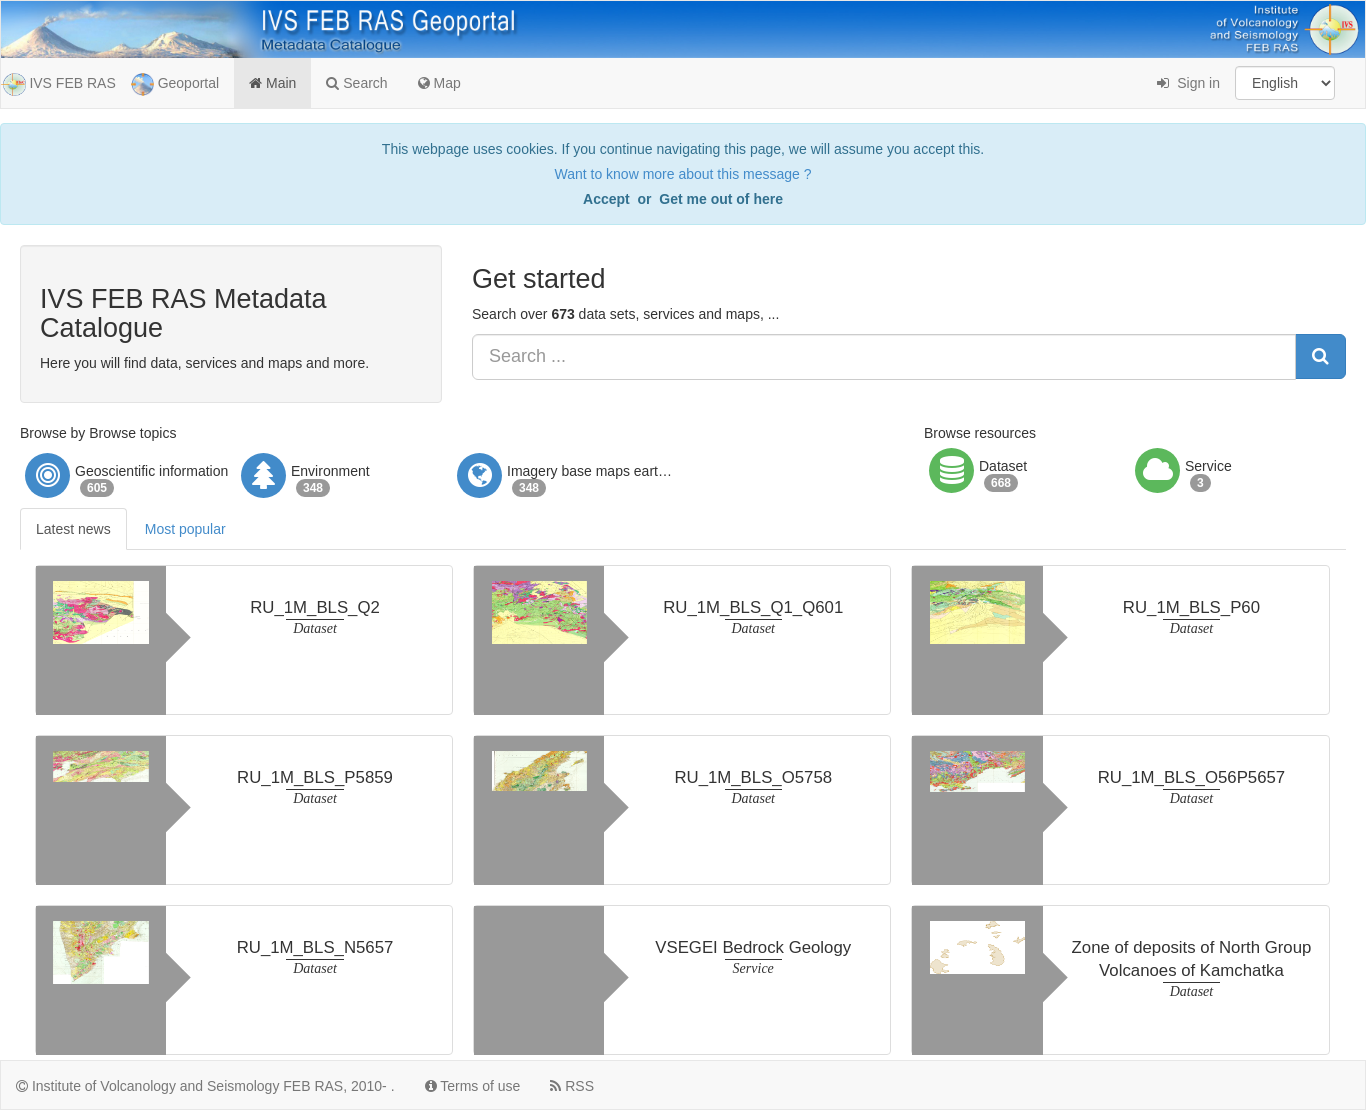 IVS FEB RAS Geoportal
Metadata Catalogue
Institute
of Volcanology
and Seismology
FEB RAS
IVS
IVS FEB RAS
Geoportal
Main
Search
Map
Sign in
English
This webpage uses cookies. If you continue navigating this page, we will assume you accept this.
Want to know more about this message ?
Accept or Get me out of here
IVS FEB RAS Metadata
Catalogue
Here you will find data, services and maps and more.
Get started
Search over 673 data sets, services and maps, ...
Search ...
Browse by Browse topics
Geoscientific information
605
Environment
348
Imagery base maps eart…
348
Browse resources
Dataset
668
Service
3
Latest news
Most popular
RU_1M_BLS_Q2
Dataset
RU_1M_BLS_Q1_Q601
Dataset
RU_1M_BLS_P60
Dataset
RU_1M_BLS_P5859
Dataset
RU_1M_BLS_O5758
Dataset
RU_1M_BLS_O56P5657
Dataset
RU_1M_BLS_N5657
Dataset
VSEGEI Bedrock Geology
Service
Zone of deposits of North Group
Volcanoes of Kamchatka
Dataset
© Institute of Volcanology and Seismology FEB RAS, 2010- .
Terms of use
RSS